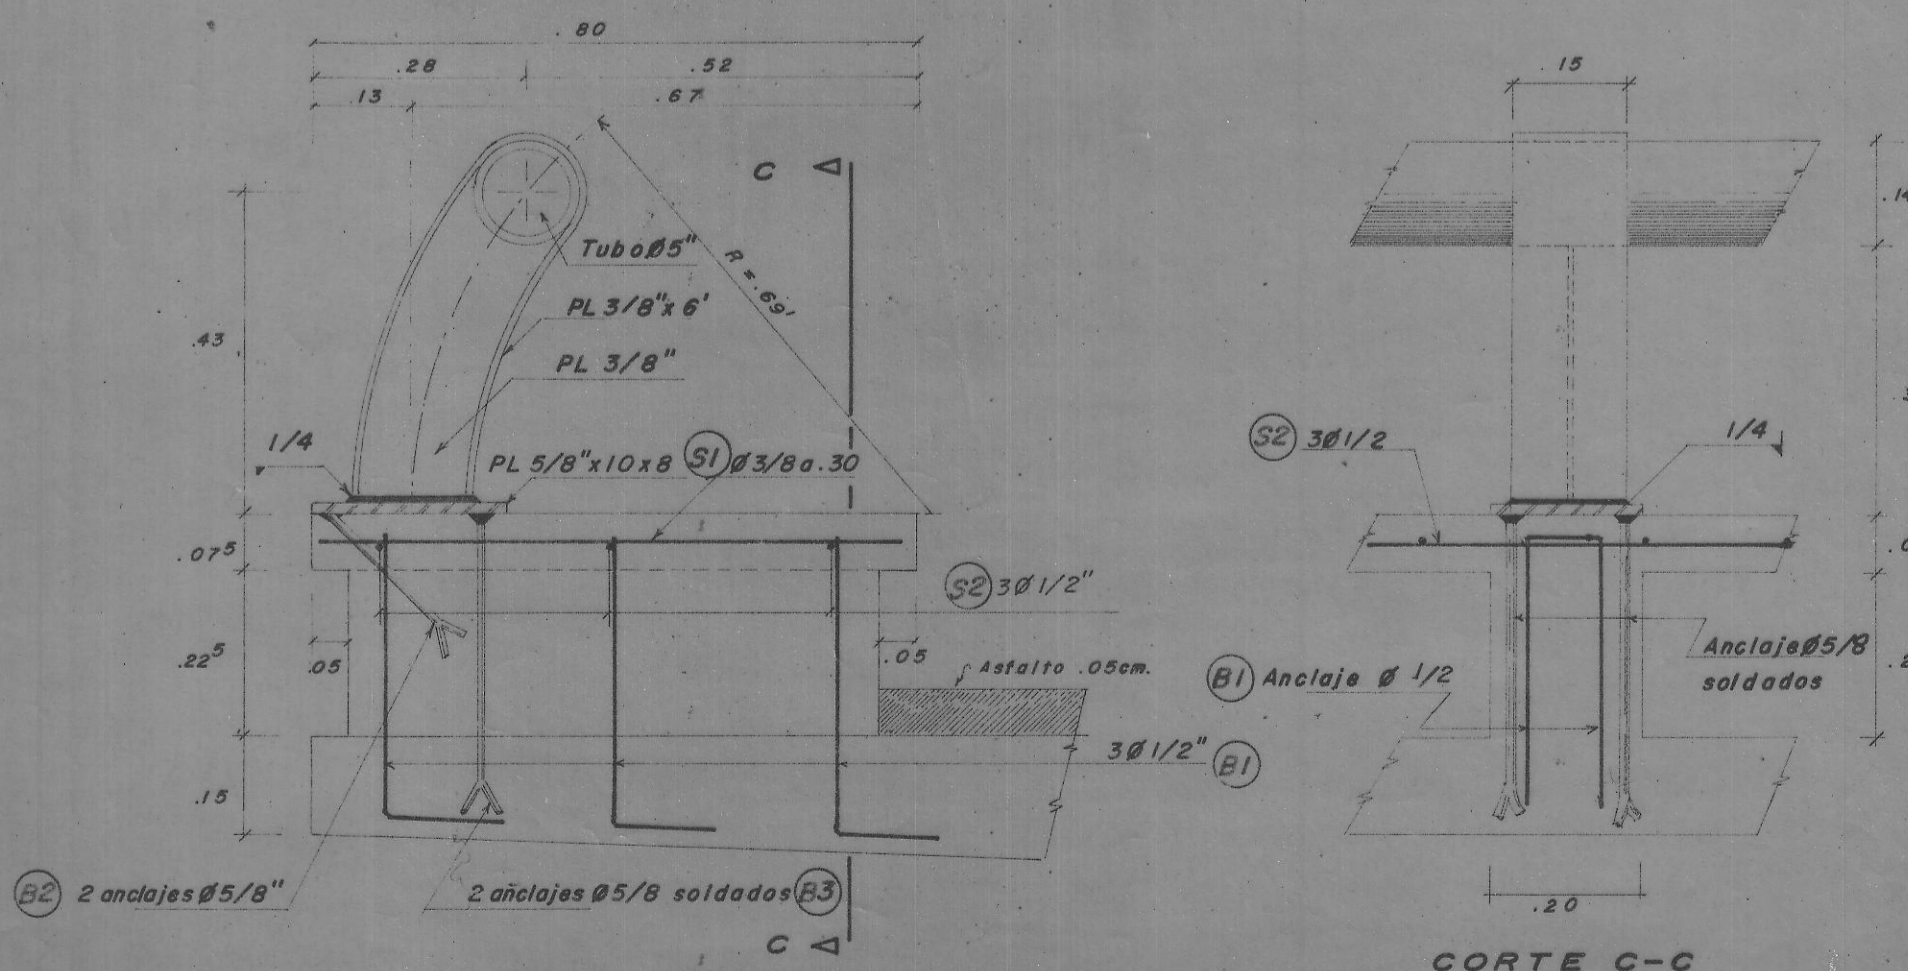 .80
.28
.52
.13
.67
C
Tubo Ø5"
R=.69'
PL 3/8"x 6'
PL 3/8"
.43
1/4
PL 5/8"x10x8
S1 Ø3/8 a.30
.07⁵
S2 3Ø1/2"
.22⁵
.05
.05
Asfalto .05cm.
3Ø1/2" B1
.15
B2 2 anclajes Ø5/8"
2 añclajes Ø5/8 soldados B3
C
.15
.14
S2 3Ø1/2
1/4
B1 Anclaje Ø 1/2
Anclaje Ø5/8
soldados
.20
CORTE C-C